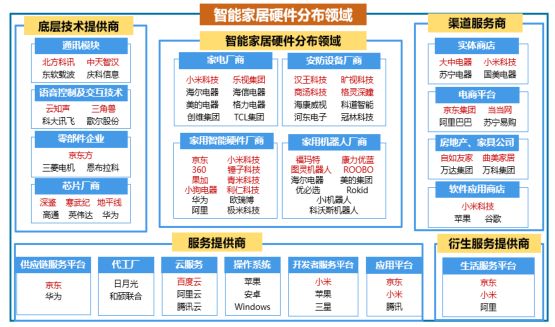 智能家居硬件分布领域
底层技术提供商
通讯模块
北方科讯 中天智汉
东软载波 庆科信息
语音控制及交互技术
云知声 三角兽
科大讯飞 歌尔股份
零部件企业
京东方
三菱电机 恩布拉科
芯片厂商
深鉴 寒武纪 地平线
高通 英伟达 华为
智能家居硬件分布领域
家电厂商
小米科技 乐视集团
海尔电器 海信电器
美的电器 格力电器
创维集团 TCL集团
安防设备厂商
汉王科技 旷视科技
商汤科技 格灵深瞳
海康威视 科道智能
河东电子 冠林科技
家用智能硬件厂商
京东 小米科技
360 锤子科技
果加 青米科技
小狗电器 利仁科技
华为 欧瑞博
阿里 极米科技
家用机器人厂商
福玛特 康力优蓝
图灵机器人 ROOBO
海尔电器 美的集团
优必选 Rokid
小i机器人
科沃斯机器人
渠道服务商
实体商店
大中电器 小米科技
苏宁电器 国美电器
电商平台
京东集团 当当网
阿里巴巴 苏宁易购
房地产、家具公司
自如友家 曲美家居
万达集团 万科集团
软件应用商店
小米科技
苹果 谷歌
服务提供商
供应链服务平台
京东
华为
代工厂
日月光
和硕联合
云服务
百度云
阿里云
腾讯云
操作系统
苹果
安卓
Windows
开发者服务平台
小米
苹果
三星
应用平台
京东
小米
腾讯
衍生服务提供商
生活服务平台
京东
小米
阿里